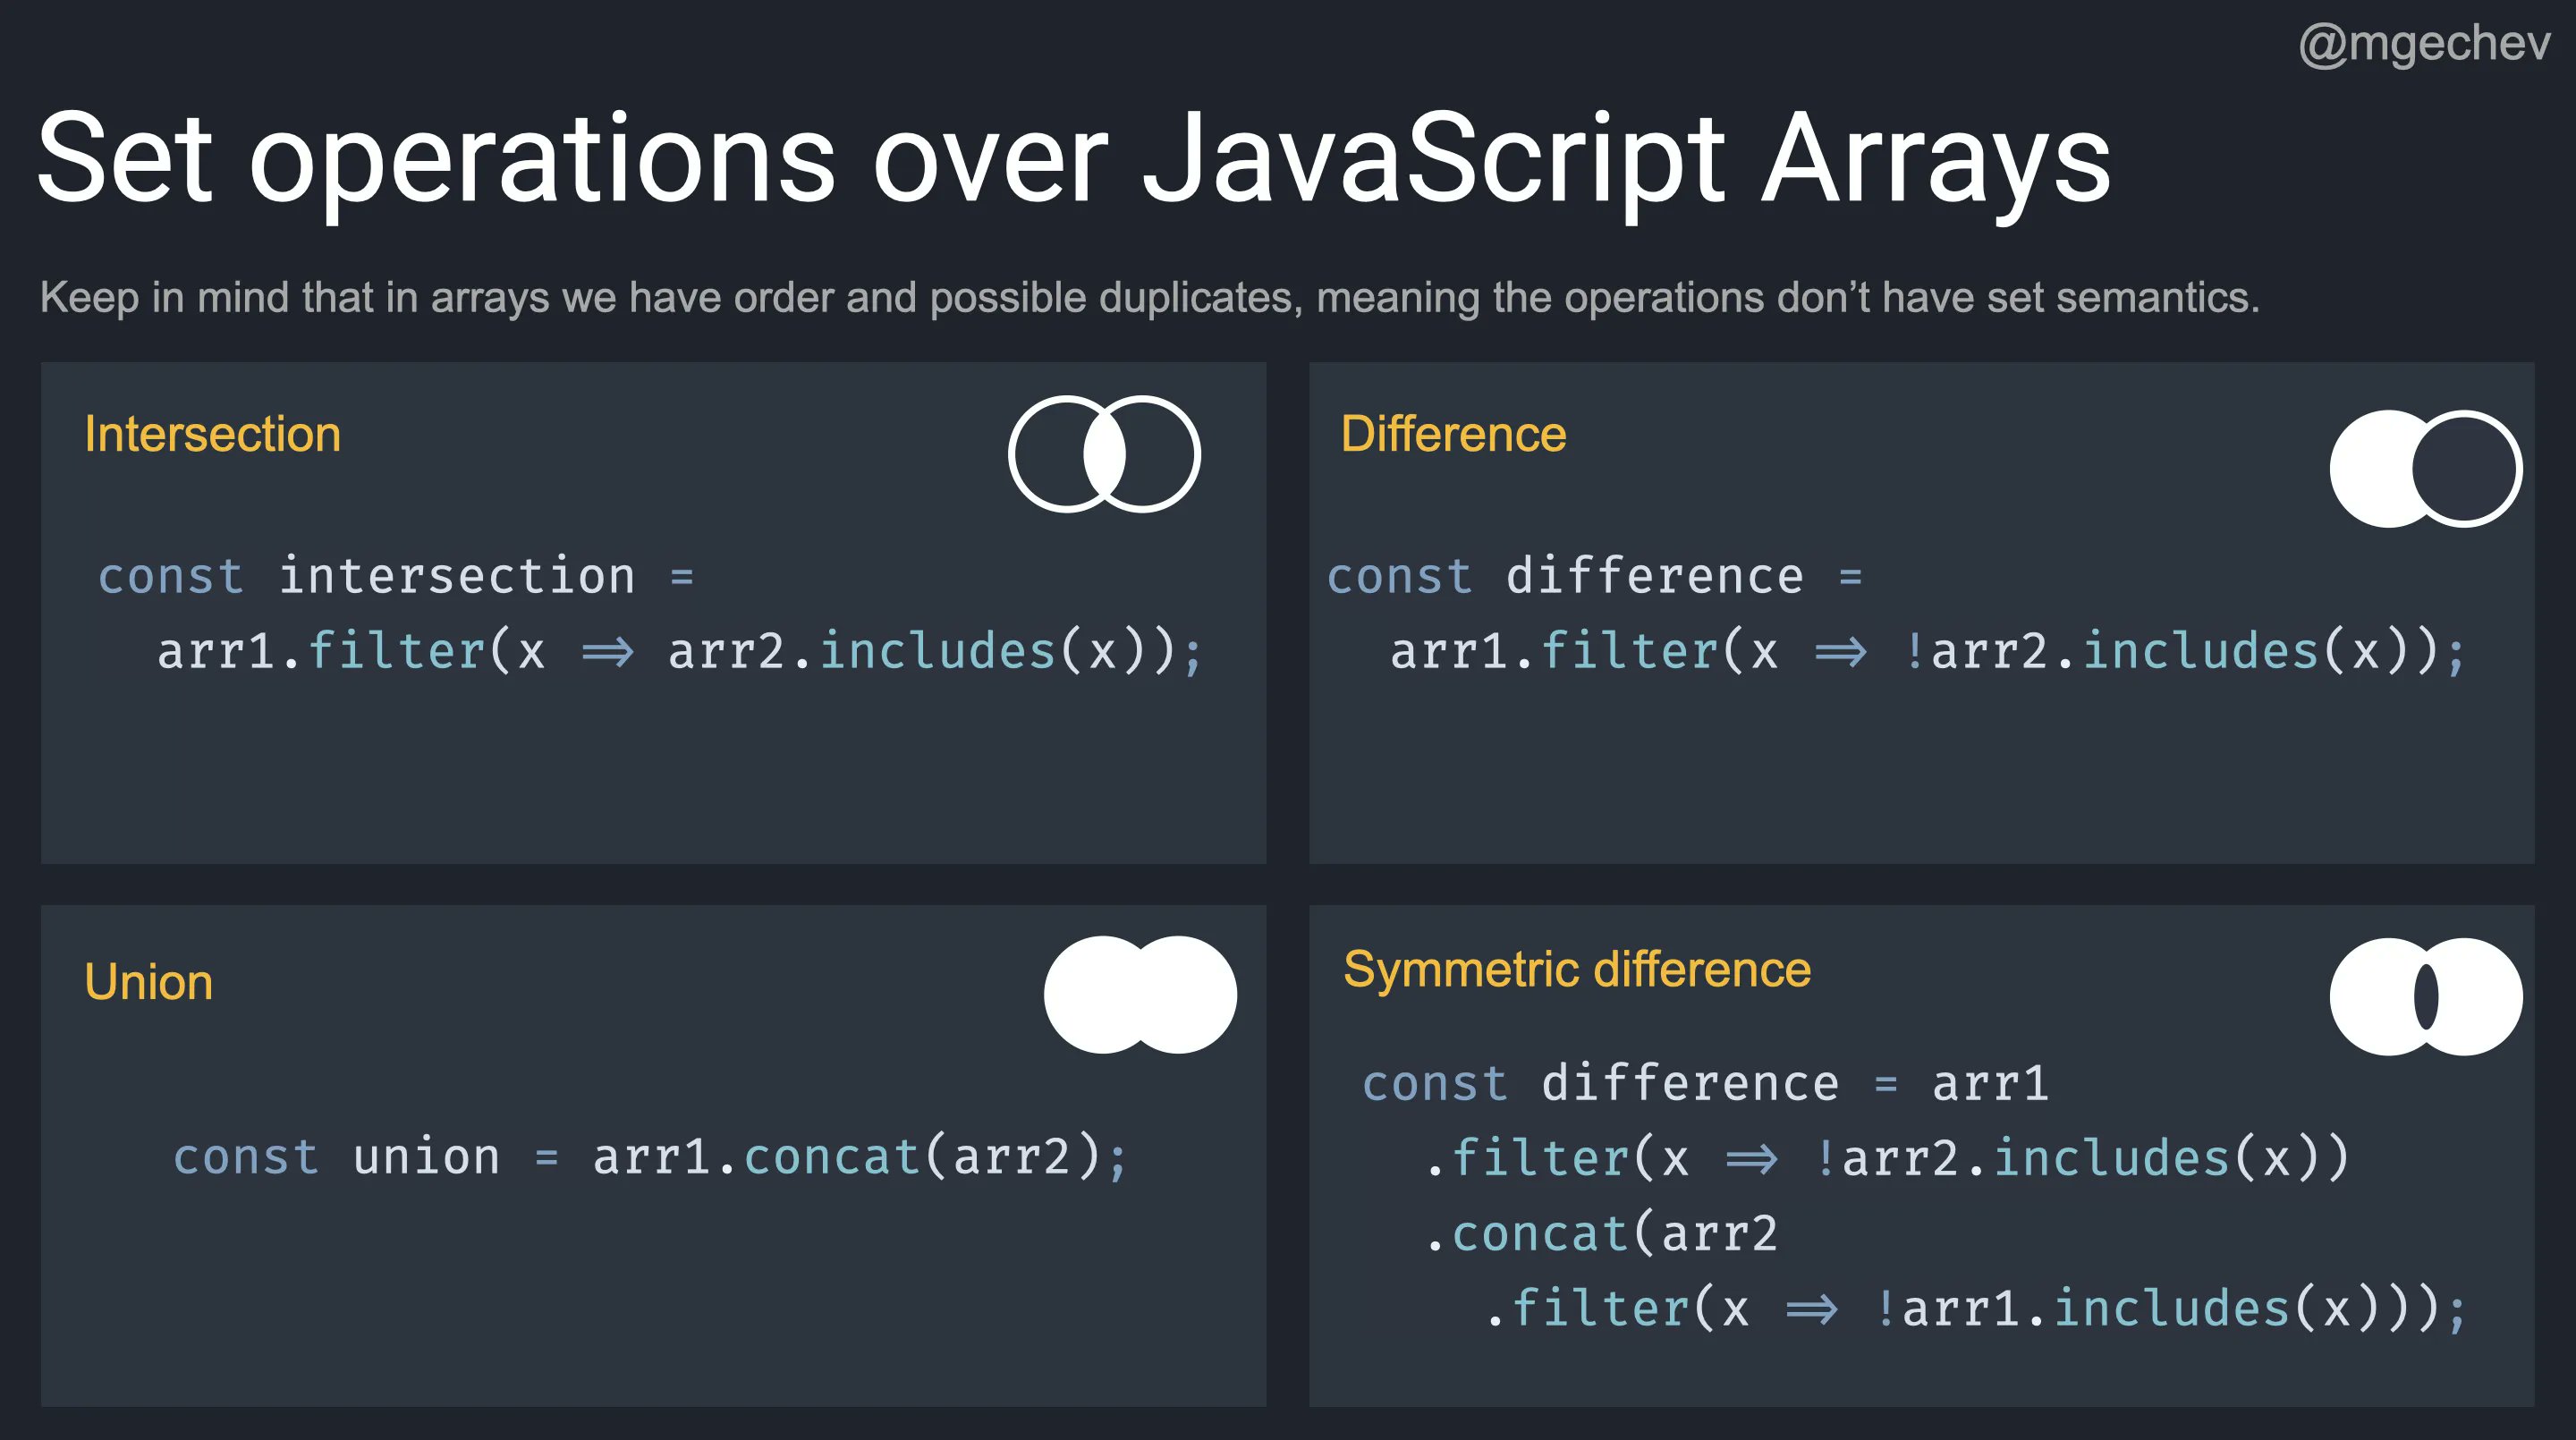 @mgechev
Set operations over JavaScript Arrays
Keep in mind that in arrays we have order and possible duplicates, meaning the operations don’t have set semantics.
Intersection
const intersection =
arr1.filter(x ⇒ arr2.includes(x));
Difference
const difference =
arr1.filter(x ⇒ !arr2.includes(x));
Union
const union = arr1.concat(arr2);
Symmetric difference
const difference = arr1
.filter(x ⇒ !arr2.includes(x))
.concat(arr2
.filter(x ⇒ !arr1.includes(x)));